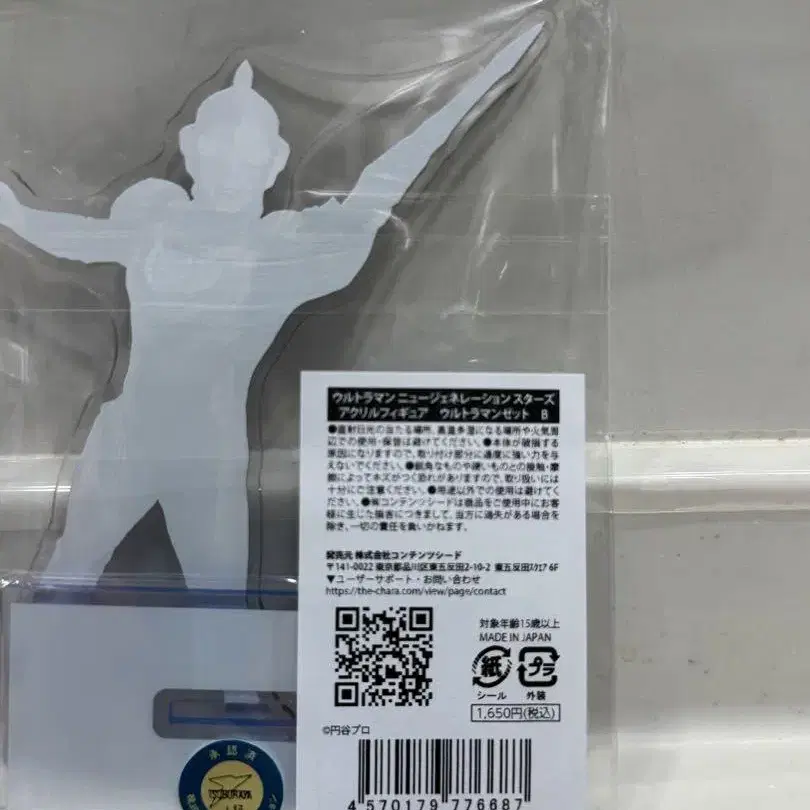 ウルトラマン ニュージェネレーション スターズ
アクリルフィギュア ウルトラマンセット B
●直射日光の当たる場所、高温多湿になる場所や火気周
辺での使用・保管は避けてください。●本体が破損する
原因になりますので、取り付け部分に過度に強い力を与
えないでください。●鋭角なものや硬いものとの接触・摩
擦によってキズがつく恐れがありますので、取り扱いには
十分にご注意ください。●用途以外での使用は避けてく
ださい。●㈱コンテンツシードは商品をご使用中にお客
様に生じた損害につきまして、当方に過失がある場合を
除き、一切の責任を負いかねます。
発売元 株式会社コンテンツシード
〒141-0022 東京都品川区東五反田2-10-2 東五反田スクエア 6F
▼ユーザーサポート・お問い合わせ
https://the-chara.com/view/page/contact
対象年齢15歳以上
MADE IN JAPAN
紙 プラ
シール 外装
1,650円(税込)
©円谷プロ
承認済
TSUBURAYA
4 570179 776687